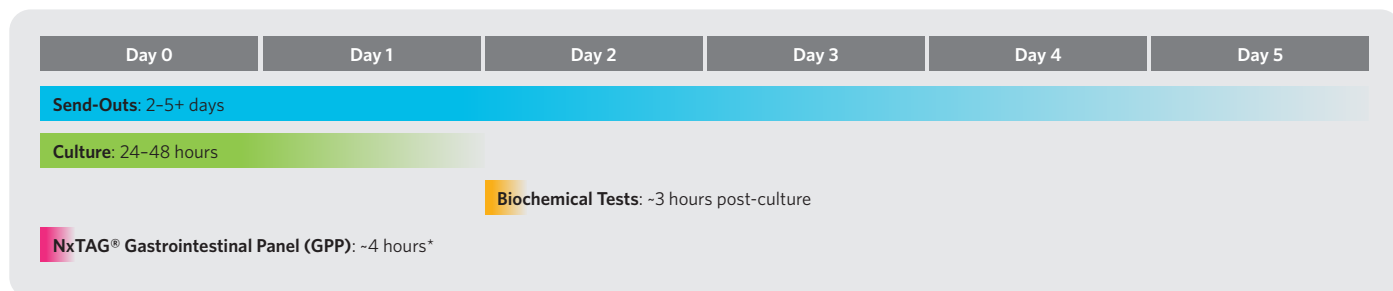 Day 0 Day 1 Day 2 Day 3 Day 4 Day 5
Send-Outs: 2–5+ days
Culture: 24–48 hours
Biochemical Tests: ~3 hours post-culture
NxTAG® Gastrointestinal Panel (GPP): ~4 hours*